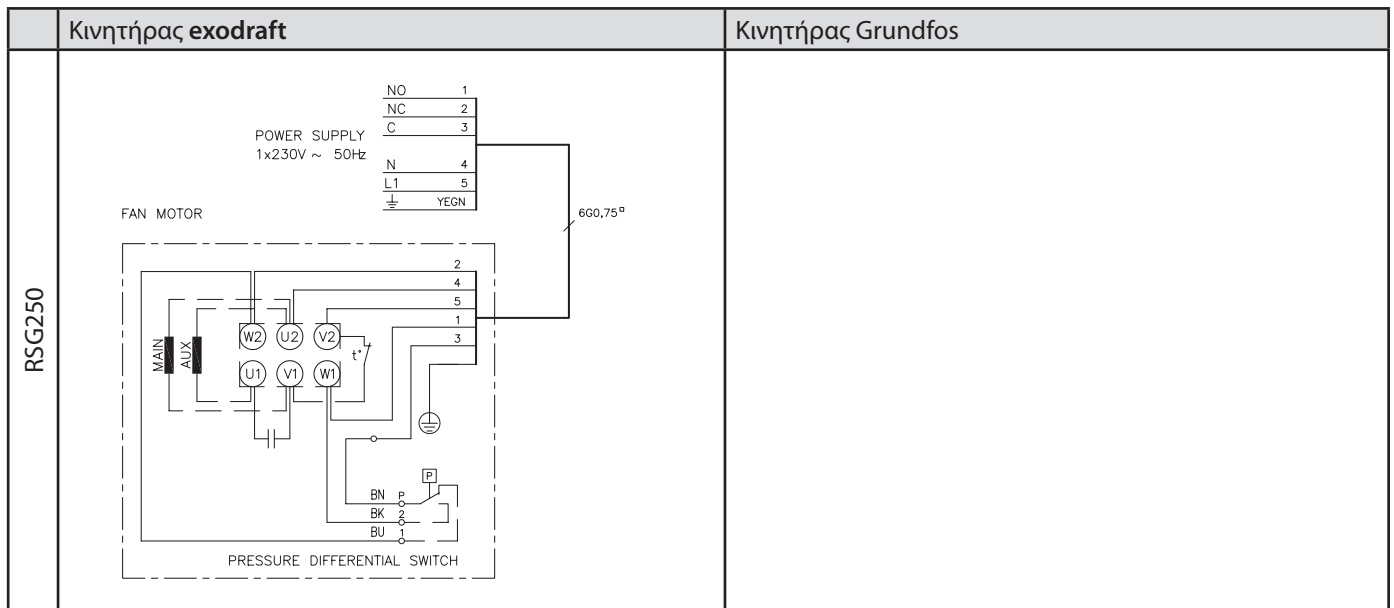 Κινητήρας exodraft
Κινητήρας Grundfos
RSG250
NO 1
NC 2
C 3
POWER SUPPLY
1x230V ~ 50Hz
N 4
L1 5
YEGN
FAN MOTOR
6G0,75□
2
4
5
1
3
MAIN
AUX
W2 U2 V2
t°
U1 V1 W1
P
BN P
BK 2
BU 1
PRESSURE DIFFERENTIAL SWITCH